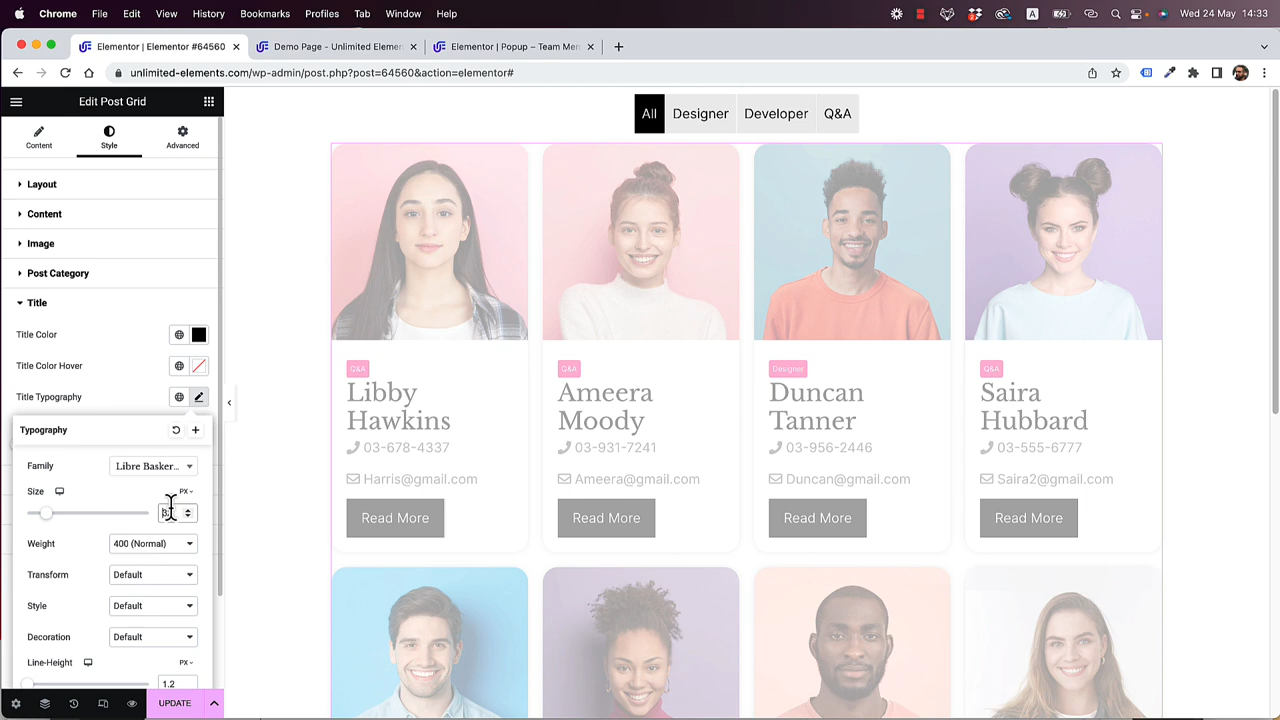 Chrome File Edit View History Bookmarks Profiles Tab Window Help A Wed 24 May 14:33
Elementor | Elementor #64560 Demo Page - Unlimited Elemen Elementor | Popup – Team Mem
unlimited-elements.com/wp-admin/post.php?post=64560&action=elementor#
Edit Post Grid
Content Style Advanced
Layout
Content
Image
Post Category
Title
Title Color
Title Color Hover
Title Typography
Typography
Family Libre Basker...
Size PX
Weight 400 (Normal)
Transform Default
Style Default
Decoration Default
Line-Height PX
1.2
UPDATE
All Designer Developer Q&A
Q&A
Libby
Hawkins
03-678-4337
Harris@gmail.com
Read More
Q&A
Ameera
Moody
03-931-7241
Ameera@gmail.com
Read More
Designer
Duncan
Tanner
03-956-2446
Duncan@gmail.com
Read More
Q&A
Saira
Hubbard
03-555-6777
Saira2@gmail.com
Read More